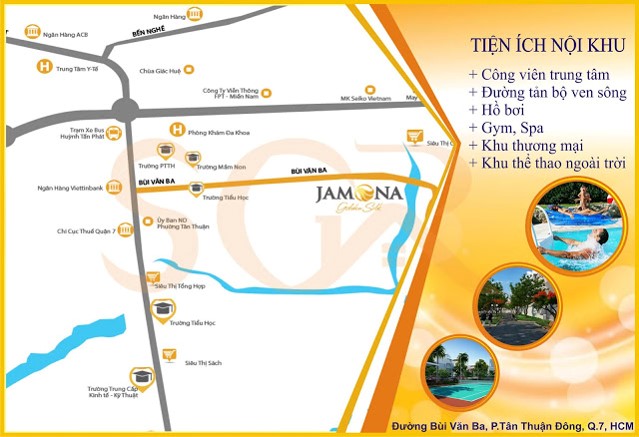 Ngân Hàng
Ngân Hàng ACB
BẾN NGHÉ
Trung Tâm Y-Tế
Chùa Giác Huệ
Công Ty Viễn Thông
FPT - Miền Nam
MK Seiko Vietnam
May
Trạm Xe Bus
Huỳnh Tấn Phát
Phòng Khám Đa Khoa
Siêu Thị
Trường PTTH
Trường Mầm Non
Ngân Hàng Viettinbank
BÙI VĂN BA
BÙI VĂN BA
Trường Tiểu Học
JAMONA
Golden Silk
Ủy Ban ND
Phường Tân Thuận
Chi Cục Thuế Quận 7
Siêu Thị Tổng Hợp
Trường Tiểu Học
Siêu Thị Sách
Trường Trung Cấp
Kinh tế - Kỹ Thuật
TIỆN ÍCH NỘI KHU
+ Công viên trung tâm
+ Đường tản bộ ven sông
+ Hồ bơi
+ Gym, Spa
+ Khu thương mại
+ Khu thể thao ngoài trời
Đường Bùi Văn Ba, P.Tân Thuận Đông, Q.7, HCM